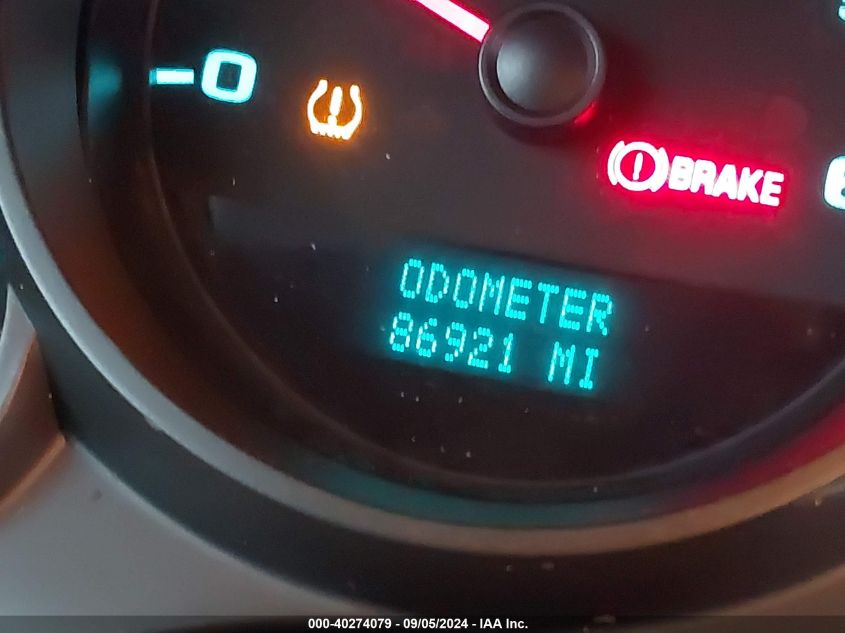 0
BRAKE
ODOMETER
86921 MI
000-40274079 - 09/05/2024 - IAA Inc.